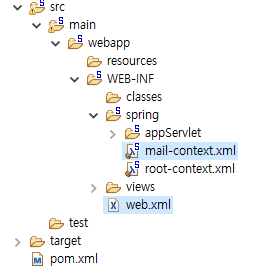 src
main
webapp
resources
WEB-INF
classes
spring
appServlet
mail-context.xml
root-context.xml
views
web.xml
test
target
pom.xml